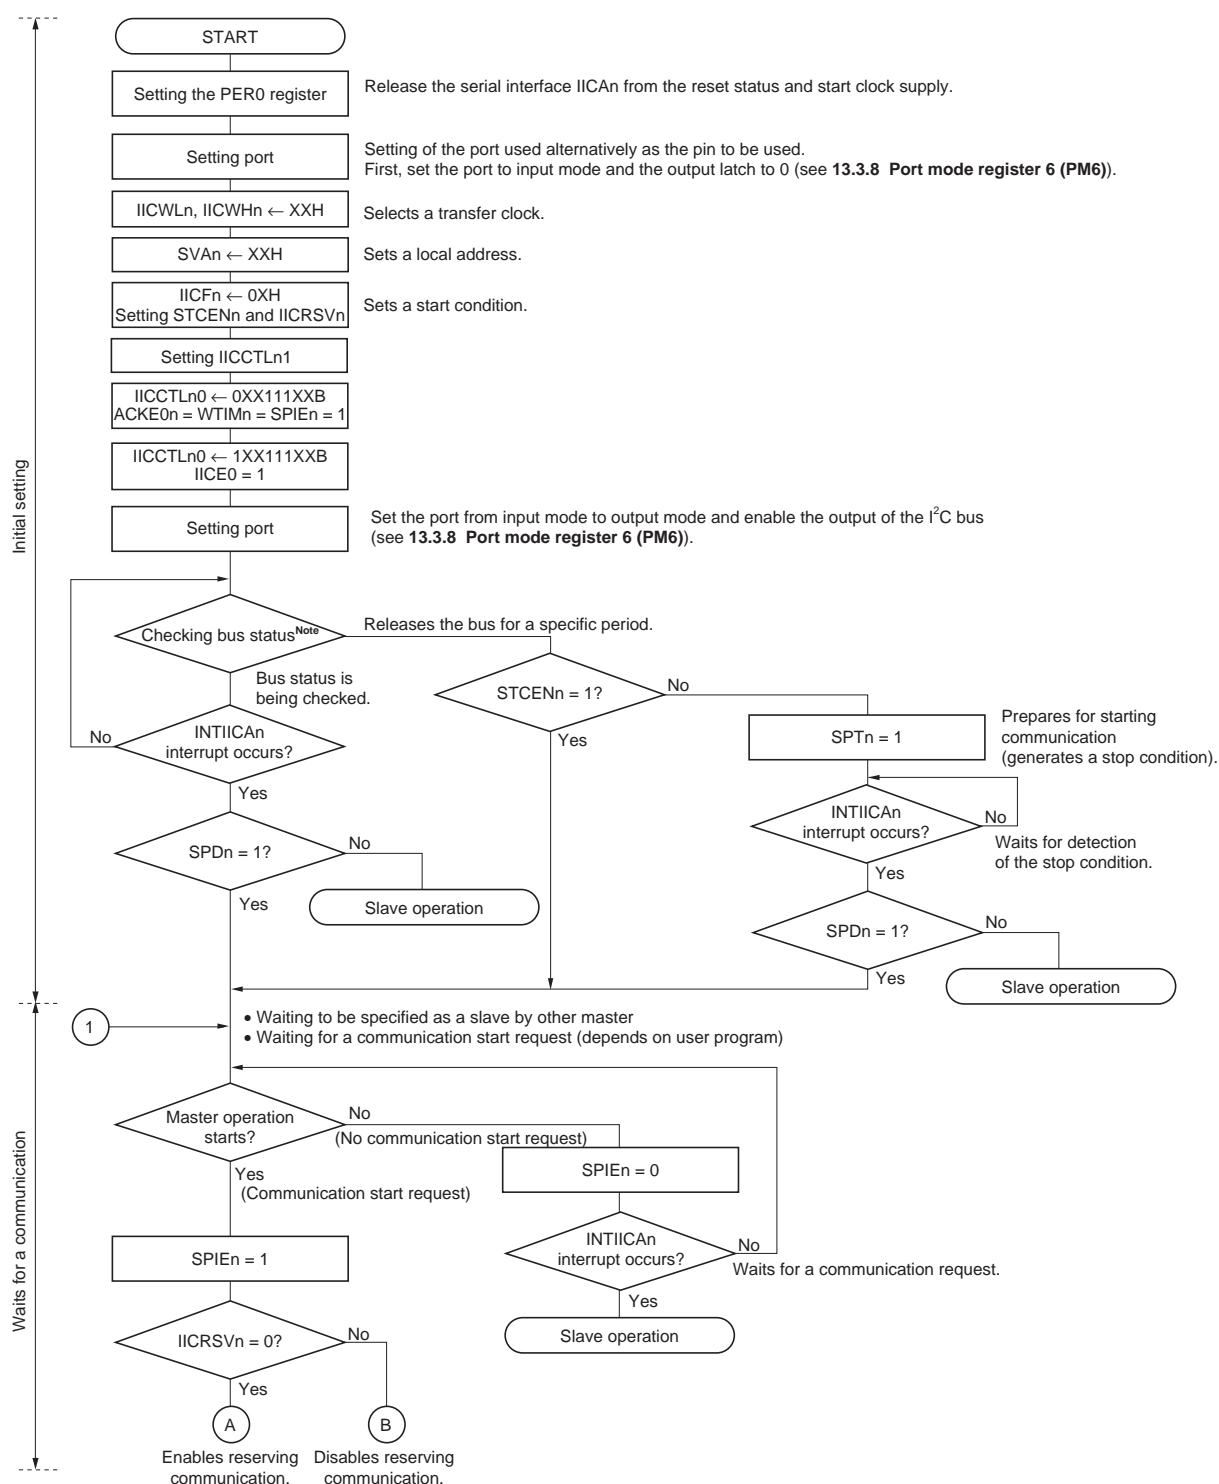 START
Setting the PER0 register
Release the serial interface IICAn from the reset status and start clock supply.
Setting port
Setting of the port used alternatively as the pin to be used.
First, set the port to input mode and the output latch to 0 (see 13.3.8 Port mode register 6 (PM6)).
IICWLn, IICWHn ← XXH
Selects a transfer clock.
SVAn ← XXH
Sets a local address.
IICFn ← 0XH
Setting STCENn and IICRSVn
Sets a start condition.
Setting IICCTLn1
IICCTLn0 ← 0XX111XXB
ACKE0n = WTIMn = SPIEn = 1
IICCTLn0 ← 1XX111XXB
IICE0 = 1
Setting port
Set the port from input mode to output mode and enable the output of the I²C bus
(see 13.3.8 Port mode register 6 (PM6)).
Initial setting
Checking bus statusNote
Releases the bus for a specific period.
Bus status is
being checked.
STCENn = 1?
No
Yes
INTIICAn
interrupt occurs?
No
Yes
SPTn = 1
Prepares for starting
communication
(generates a stop condition).
INTIICAn
interrupt occurs?
No
Waits for detection
of the stop condition.
Yes
SPDn = 1?
No
Yes
Slave operation
SPDn = 1?
No
Yes
Slave operation
1
• Waiting to be specified as a slave by other master
• Waiting for a communication start request (depends on user program)
Waits for a communication
Master operation
starts?
No
(No communication start request)
Yes
(Communication start request)
SPIEn = 0
INTIICAn
interrupt occurs?
No
Waits for a communication request.
Yes
Slave operation
SPIEn = 1
IICRSVn = 0?
No
Yes
A
B
Enables reserving
communication.
Disables reserving
communication.